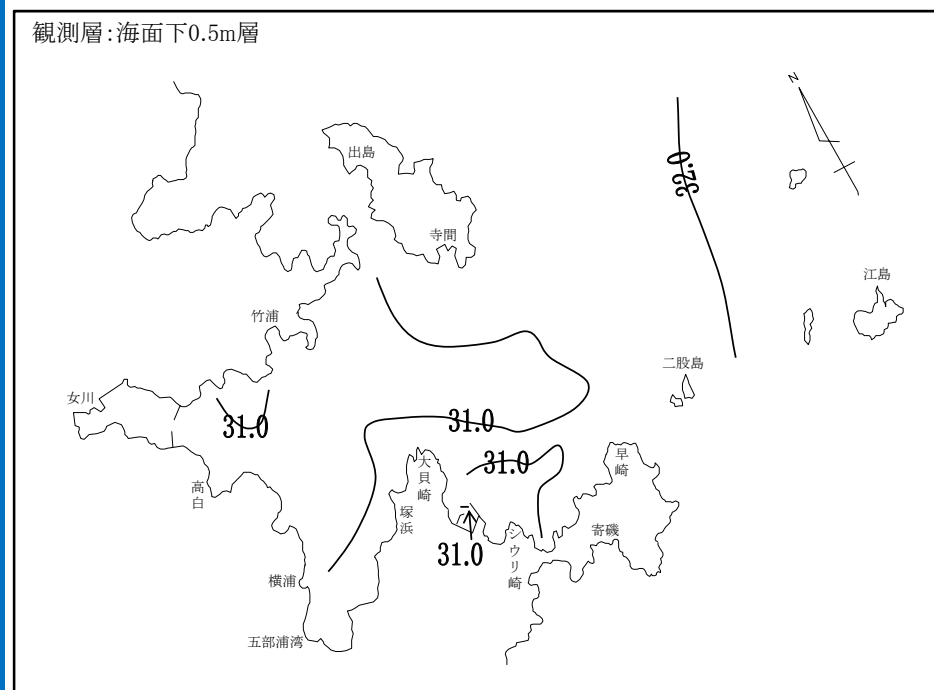 観測層:海面下0.5m層
N
出島
32.0
寺間
江島
竹浦
二股島
女川
31.0
31.0
31.0
早崎
大貝崎
高白
塚浜
寄磯
シウリ崎
31.0
横浦
五部浦湾